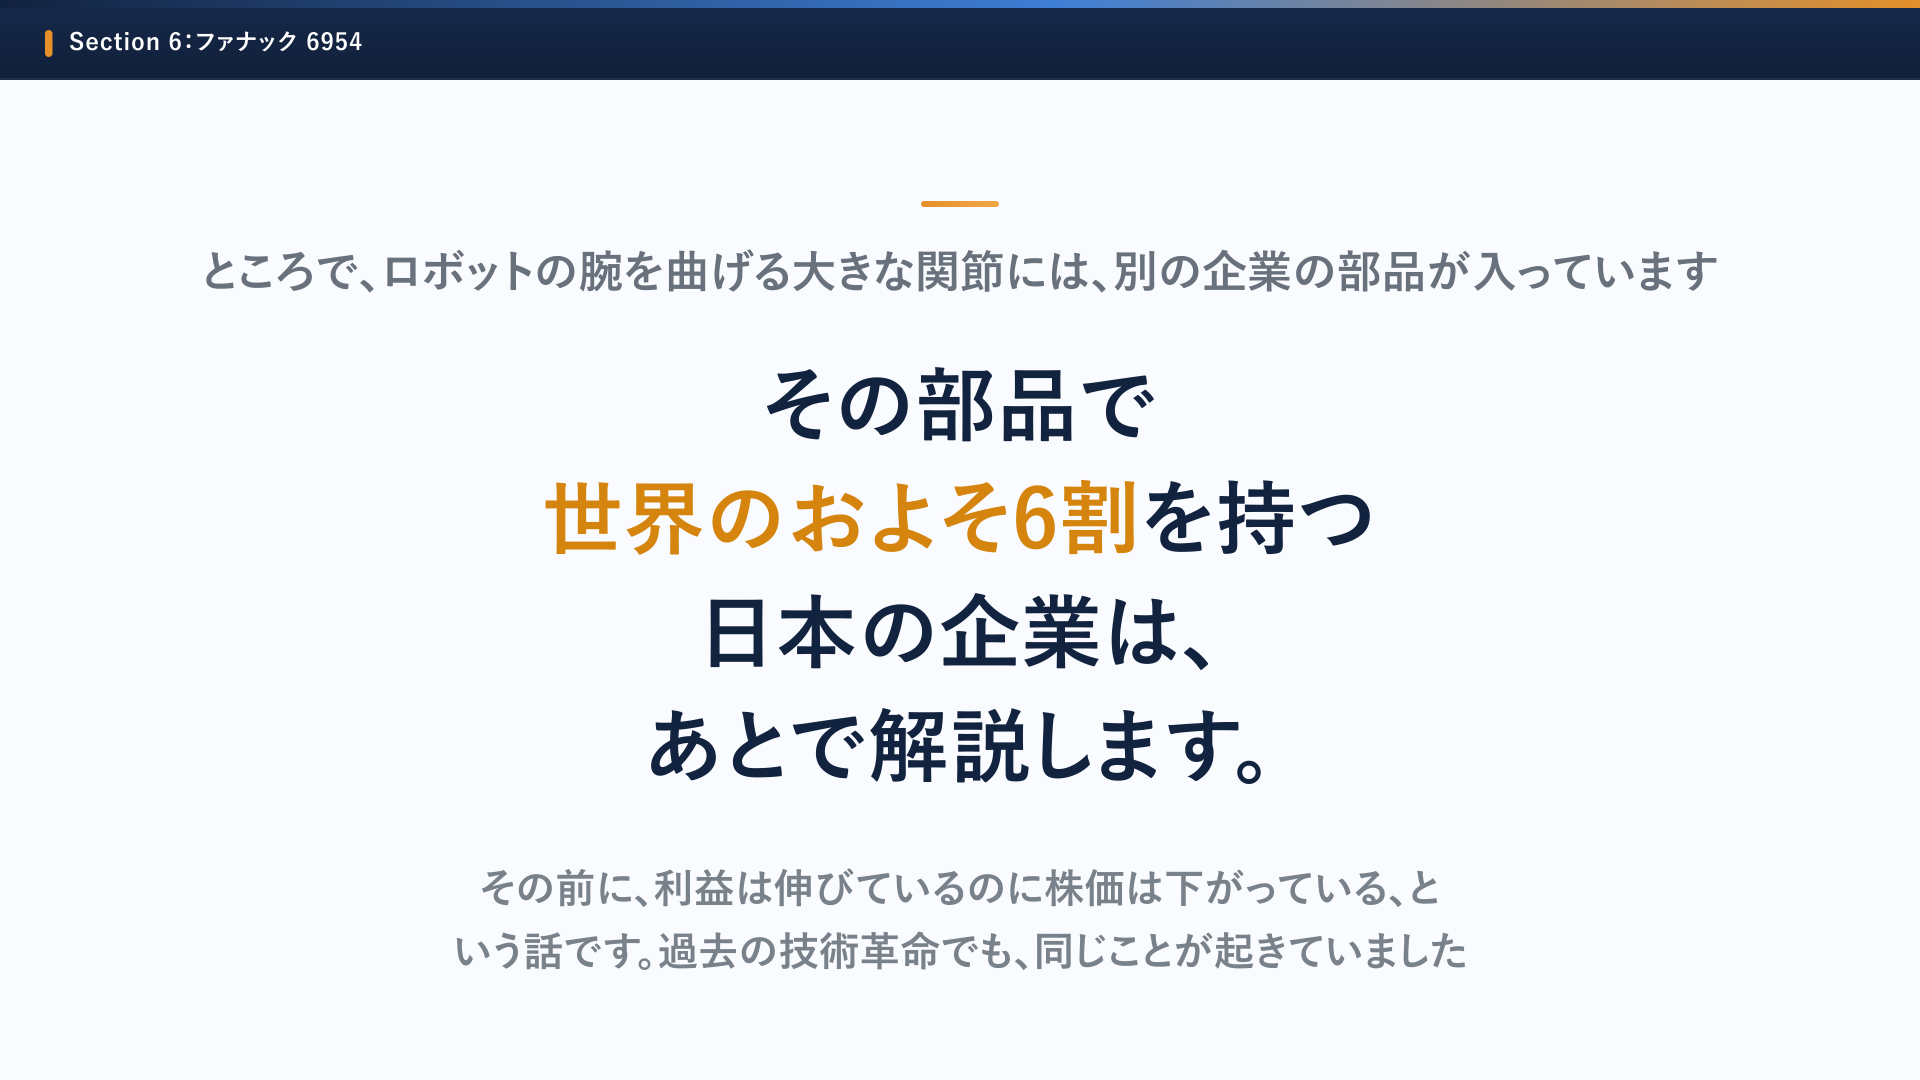 Section 6：ファナック 6954
ところで、ロボットの腕を曲げる大きな関節には、別の企業の部品が入っています
その部品で
世界のおよそ6割を持つ
日本の企業は、
あとで解説します。
その前に、利益は伸びているのに株価は下がっている、と
いう話です。過去の技術革命でも、同じことが起きていました